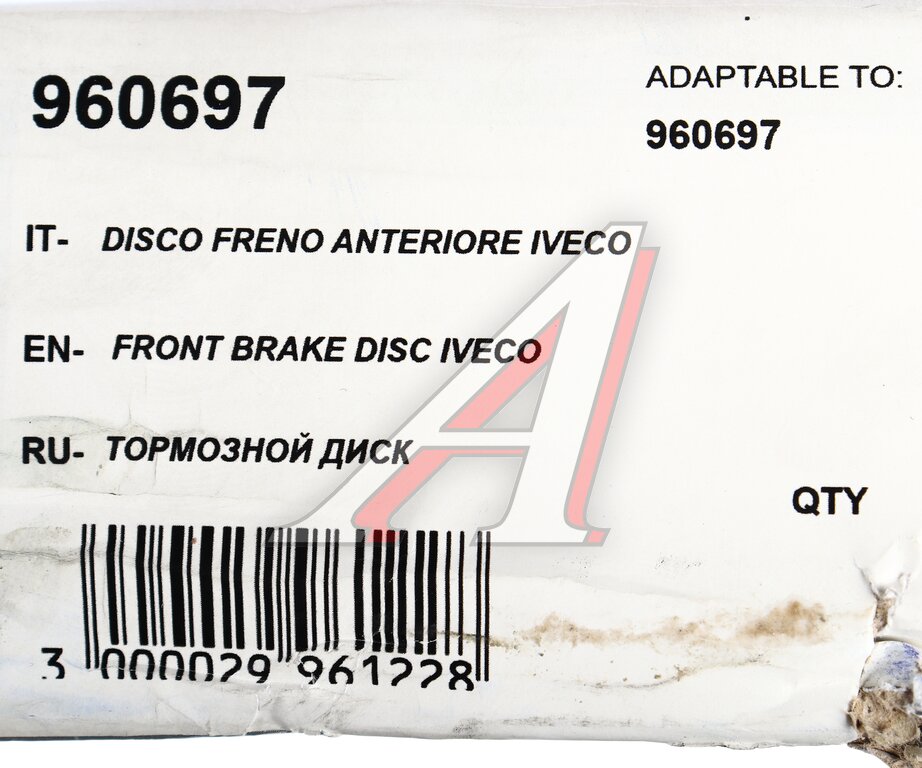 960697
ADAPTABLE TO:
960697
IT- DISCO FRENO ANTERIORE IVECO
EN- FRONT BRAKE DISC IVECO
RU- ТОРМОЗНОЙ ДИСК
QTY
3 000029 961228